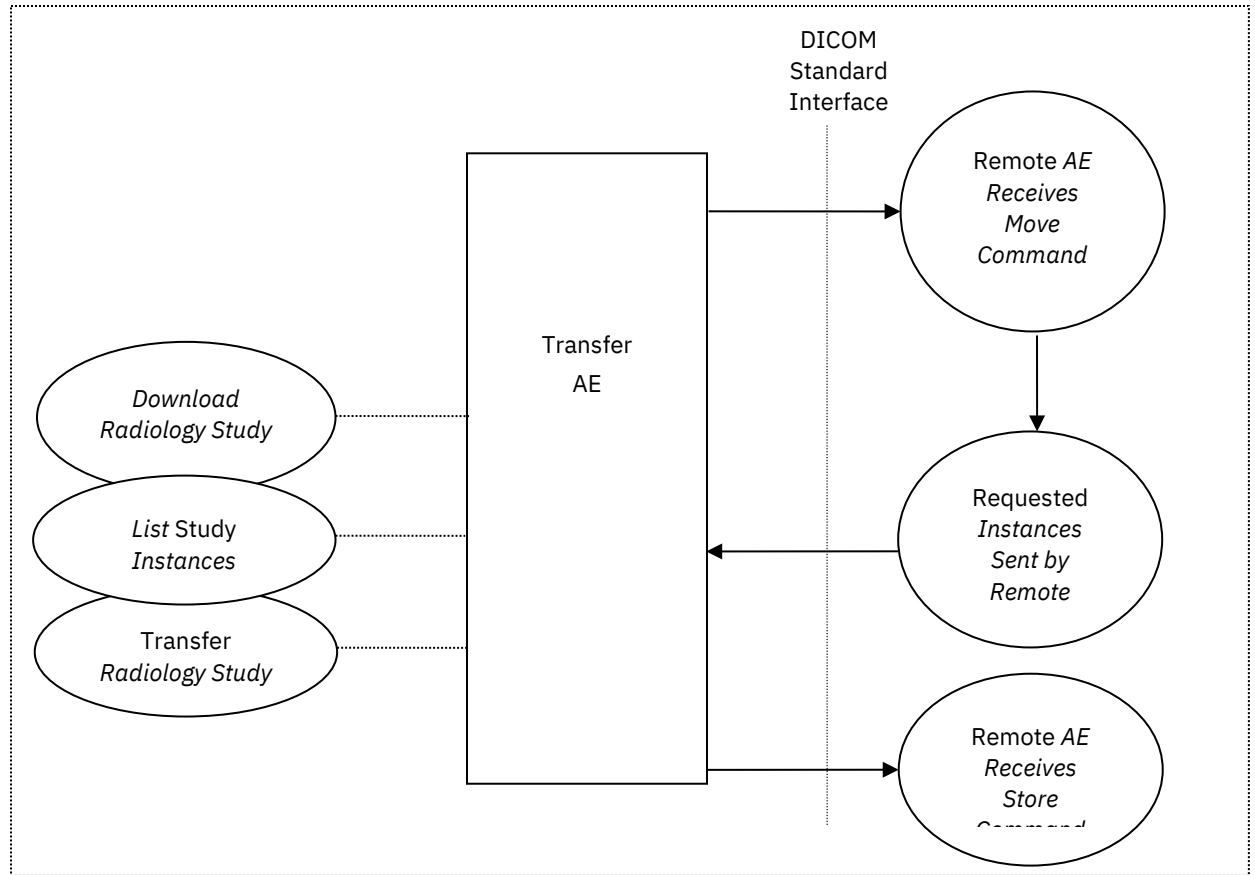 DICOM
Standard
Interface
Remote AE
Receives
Move
Command
Transfer
AE
Download
Radiology Study
List Study
Instances
Transfer
Radiology Study
Requested
Instances
Sent by
Remote
Remote AE
Receives
Store